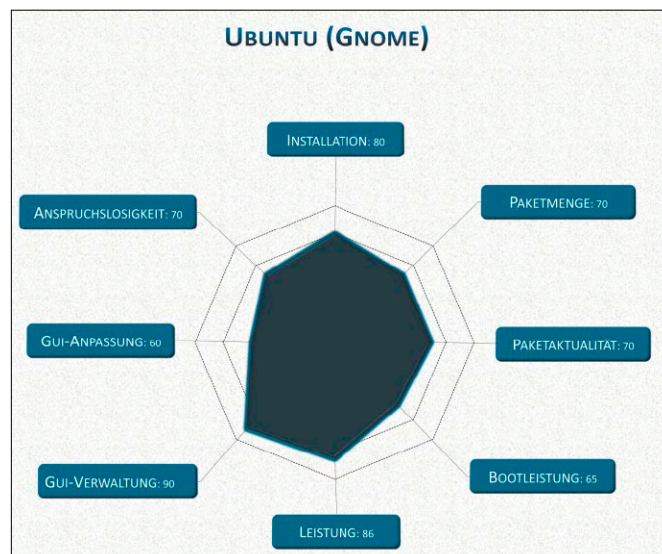 UBUNTU (GNOME)
INSTALLATION: 80
ANSPRUCHSLOSIGKEIT: 70
PAKETMENGE: 70
GUI-ANPASSUNG: 60
PAKETAKTUALITÄT: 70
GUI-VERWALTUNG: 90
BOOTLEISTUNG: 65
LEISTUNG: 86